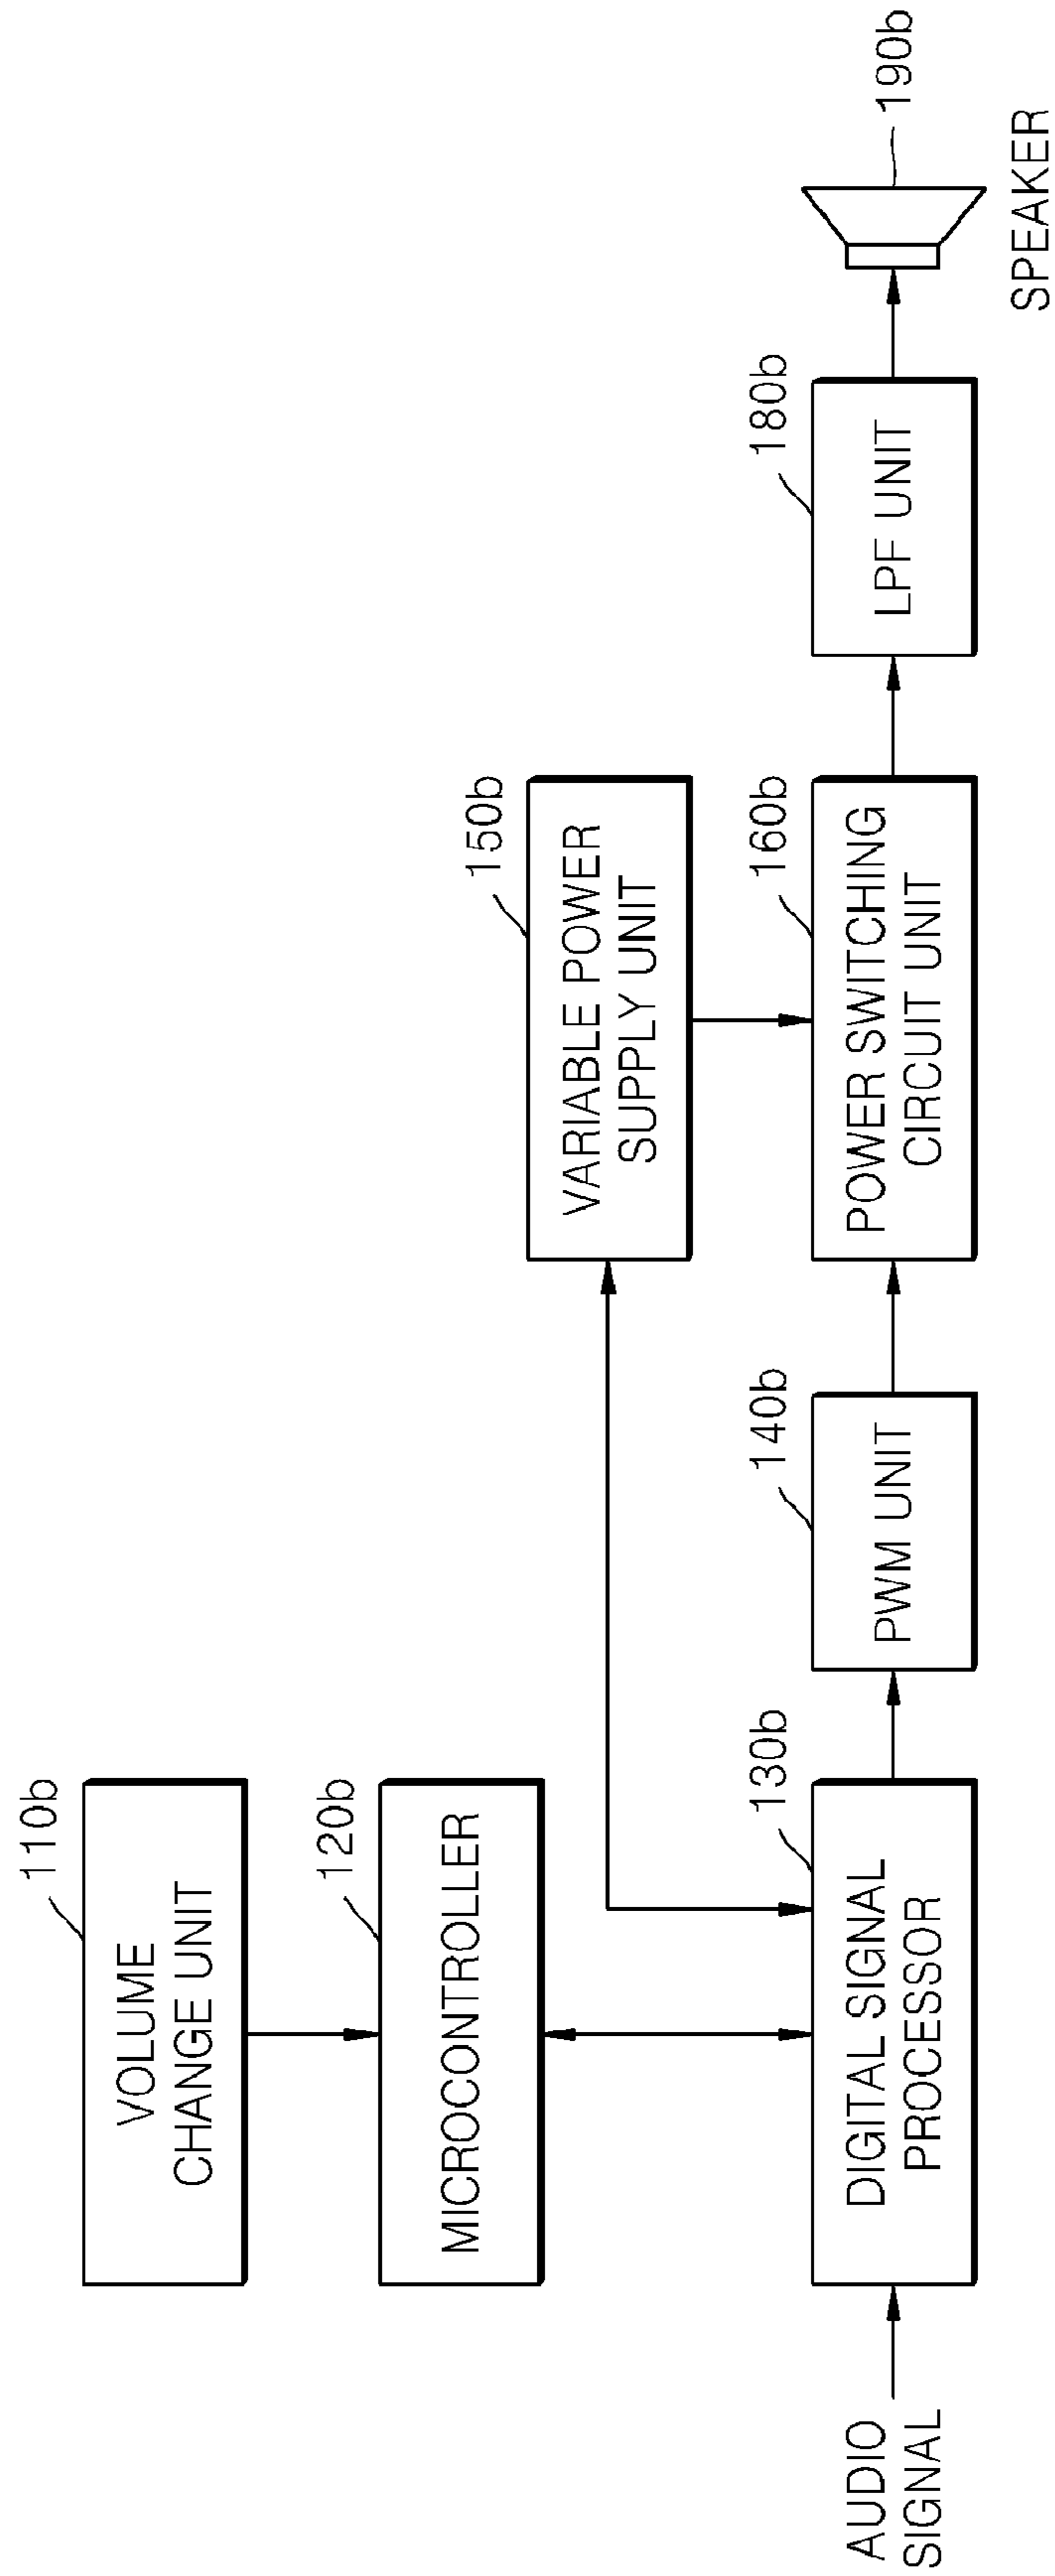 110b
VOLUME
CHANGE UNIT
120b
MICROCONTROLLER
150b
VARIABLE POWER
SUPPLY UNIT
AUDIO
SIGNAL
130b
DIGITAL SIGNAL
PROCESSOR
140b
PWM UNIT
160b
POWER SWITCHING
CIRCUIT UNIT
180b
LPF UNIT
190b
SPEAKER